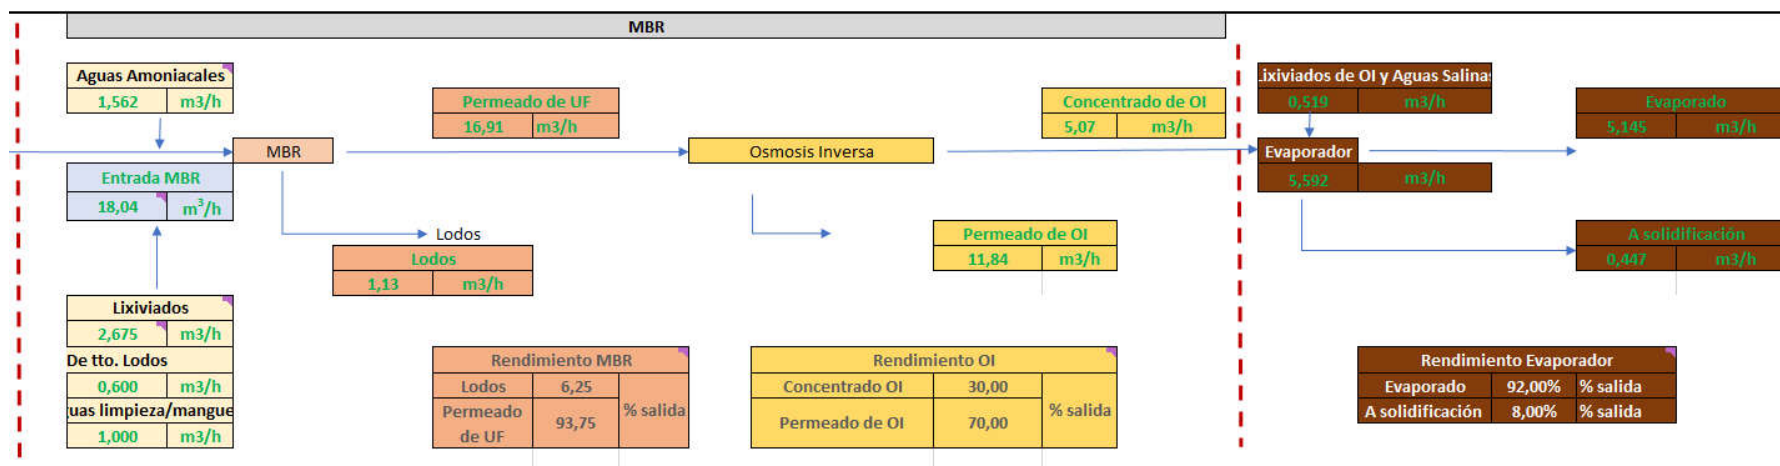 MBR
Aguas Amoniacales
1,562 m3/h
Permeado de UF
16,91 m3/h
Concentrado de OI
5,07 m3/h
ixiviados de OI y Aguas Salinas
0,519 m3/h
Evaporado
5,145 m3/h
MBR
Osmosis Inversa
Evaporador
5,592 m3/h
Entrada MBR
18,04 m³/h
Lodos
Lodos
1,13 m3/h
Permeado de OI
11,84 m3/h
A solidificación
0,447 m3/h
Lixiviados
2,675 m3/h
De tto. Lodos
0,600 m3/h
uas limpieza/mangue
1,000 m3/h
Rendimiento MBR
Lodos 6,25
Permeado
de UF
93,75
% salida
Rendimiento OI
Concentrado OI 30,00
Permeado de OI 70,00
% salida
Rendimiento Evaporador
Evaporado 92,00% % salida
A solidificación 8,00% % salida